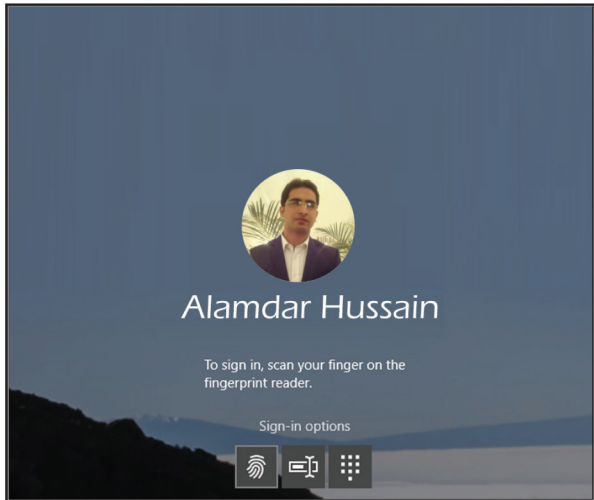 Alamdar Hussain
To sign in, scan your finger on the
fingerprint reader.
Sign-in options